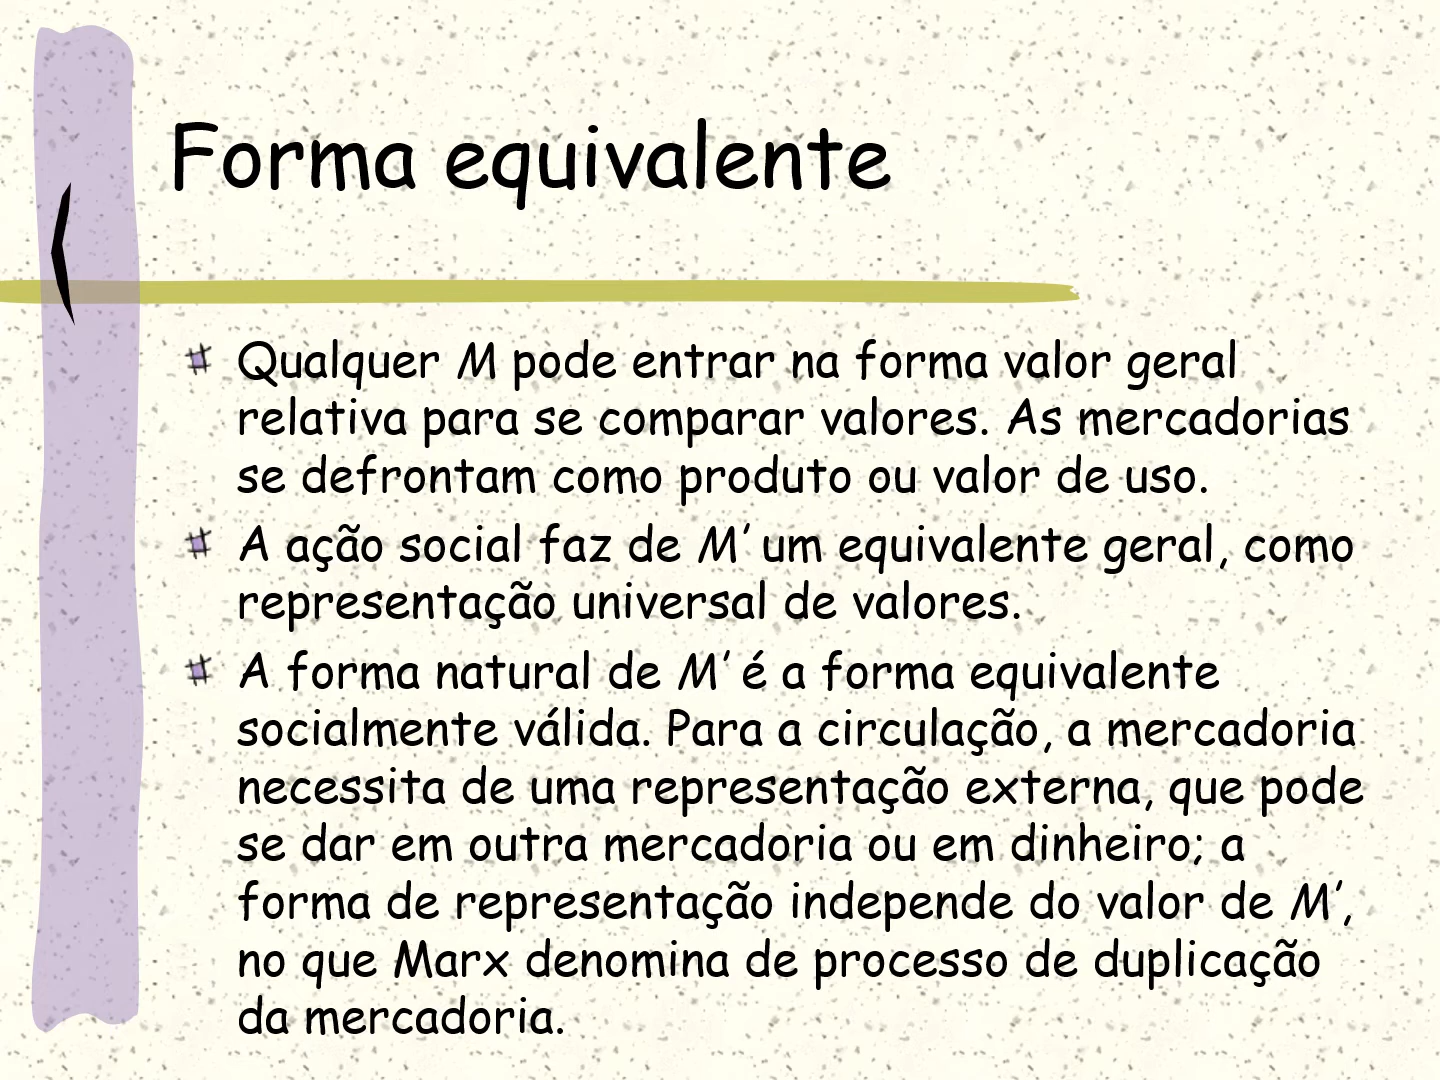 Forma equivalente
Qualquer M pode entrar na forma valor geral
relativa para se comparar valores. As mercadorias
se defrontam como produto ou valor de uso.
A ação social faz de M’ um equivalente geral, como
representação universal de valores.
A forma natural de M’ é a forma equivalente
socialmente válida. Para a circulação, a mercadoria
necessita de uma representação externa, que pode
se dar em outra mercadoria ou em dinheiro; a
forma de representação independe do valor de M’,
no que Marx denomina de processo de duplicação
da mercadoria.